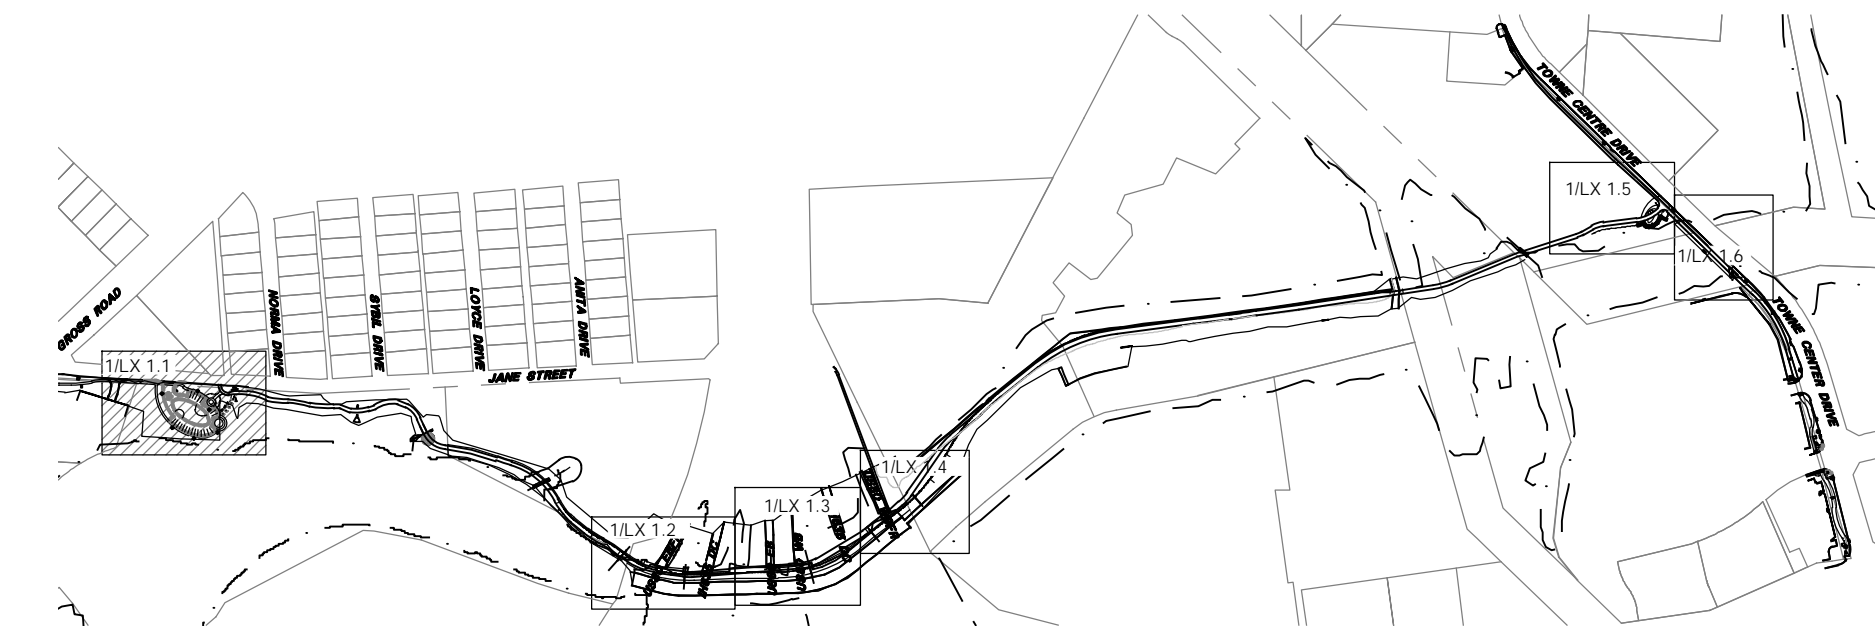 TOWNE CENTRE DRIVE
1/LX 1.5
1/LX 1.6
GROSS ROAD
NORMA DRIVE
SYBIL DRIVE
LOYCE DRIVE
ANITA DRIVE
TOWNE CENTER DRIVE
1/LX 1.1
JANE STREET
1/LX 1.4
1/LX 1.3
1/LX 1.2